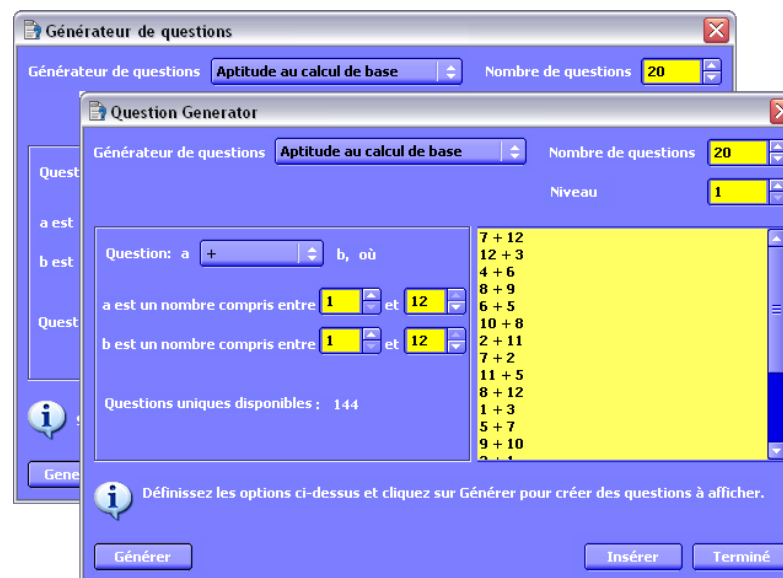 Générateur de questions
Générateur de questions Aptitude au calcul de base Nombre de questions 20
Quest
a est
b est
Quest
Gene
Question Generator
Générateur de questions Aptitude au calcul de base Nombre de questions 20
Niveau 1
Question: a + b, où
a est un nombre compris entre 1 et 12
b est un nombre compris entre 1 et 12
Questions uniques disponibles : 144
7 + 12
12 + 3
4 + 6
8 + 9
6 + 5
10 + 8
2 + 11
7 + 2
11 + 5
8 + 12
1 + 3
5 + 7
9 + 10
Définissez les options ci-dessus et cliquez sur Générer pour créer des questions à afficher.
Générer Insérer Terminé